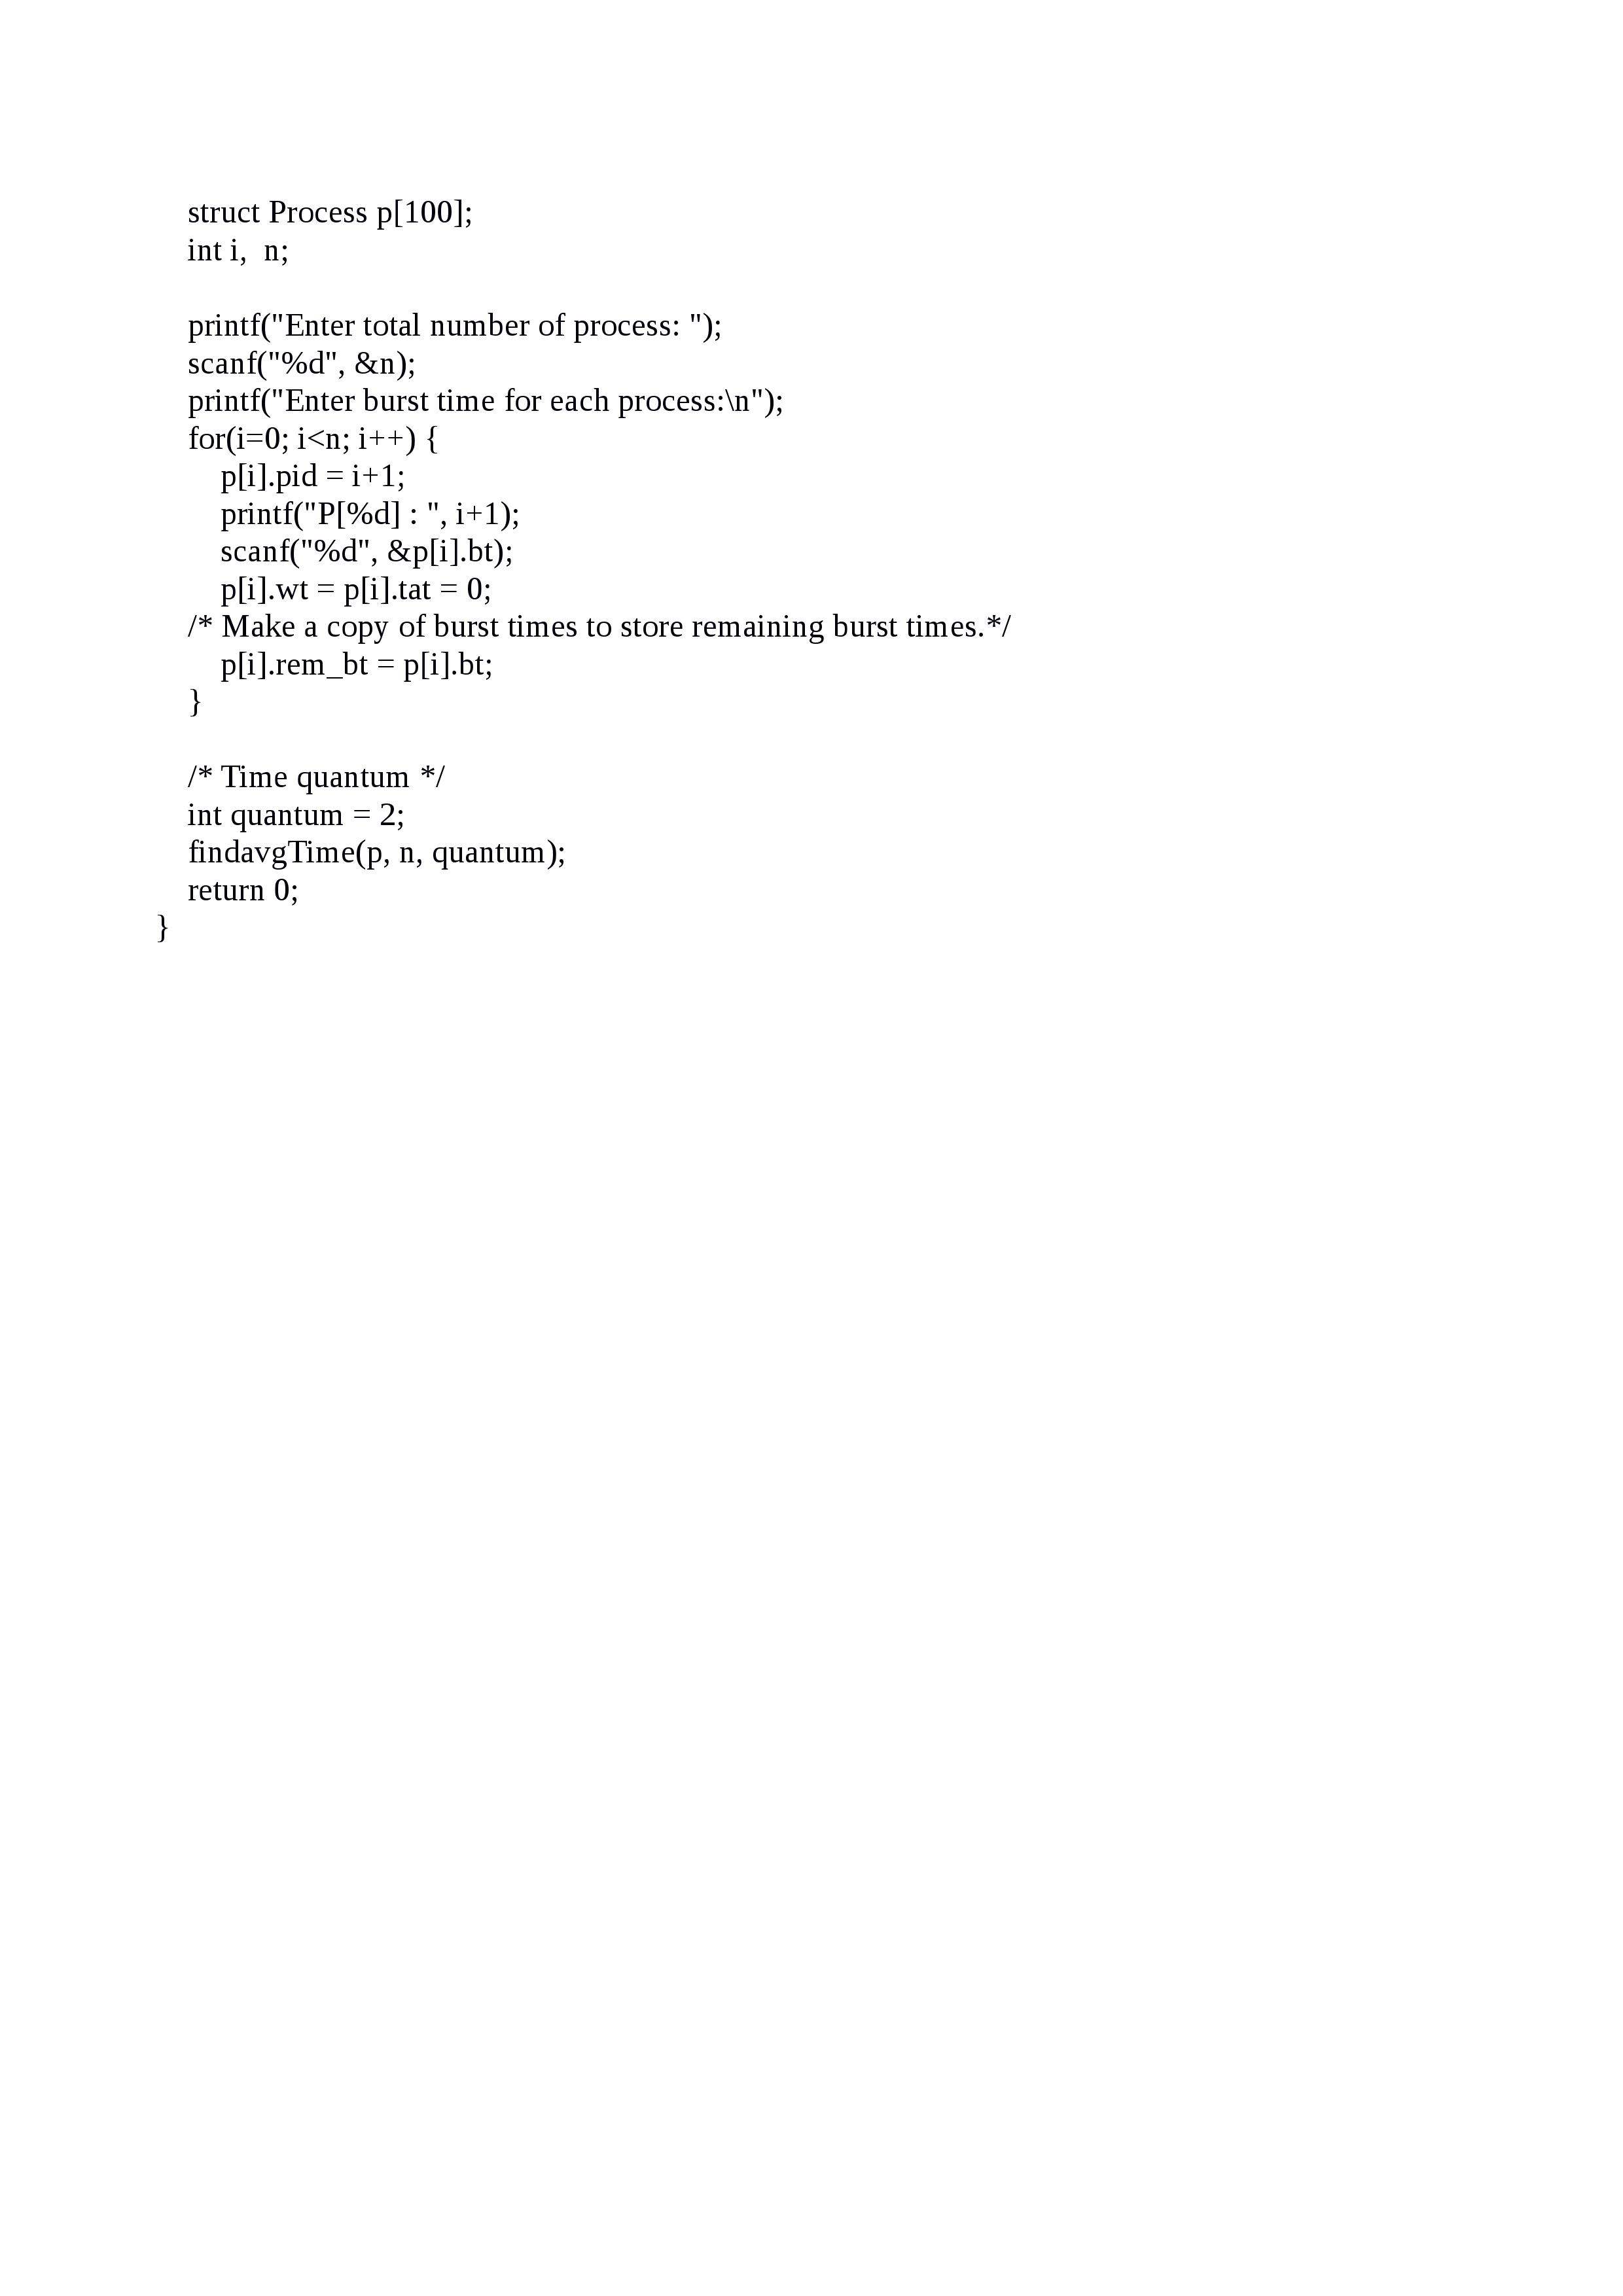 struct Process p[100];
int i,  n;

printf("Enter total number of process: ");
scanf("%d", &n);
printf("Enter burst time for each process:\n");
for(i=0; i<n; i++) {
    p[i].pid = i+1;
    printf("P[%d] : ", i+1);
    scanf("%d", &p[i].bt);
    p[i].wt = p[i].tat = 0;
/* Make a copy of burst times to store remaining burst times.*/
    p[i].rem_bt = p[i].bt;
}

/* Time quantum */
int quantum = 2;
findavgTime(p, n, quantum);
return 0;
}